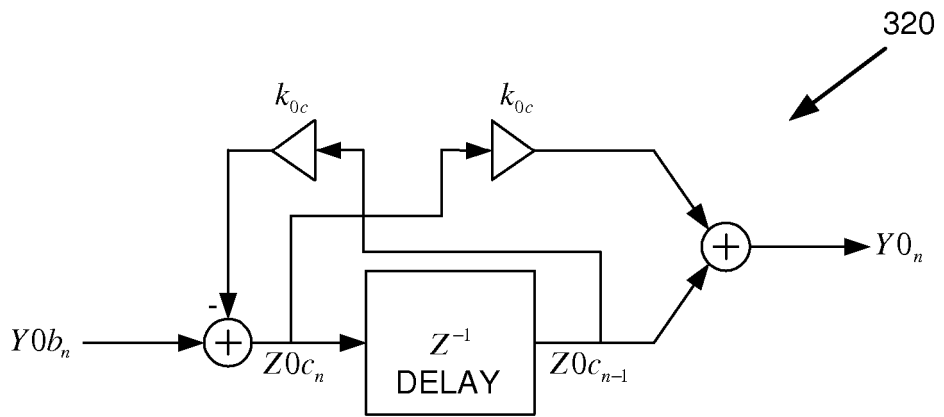 320
k₀c k₀c
Y0ₙ
-
Y0bₙ
Z0cₙ Z⁻¹ Z0cₙ₋₁
DELAY